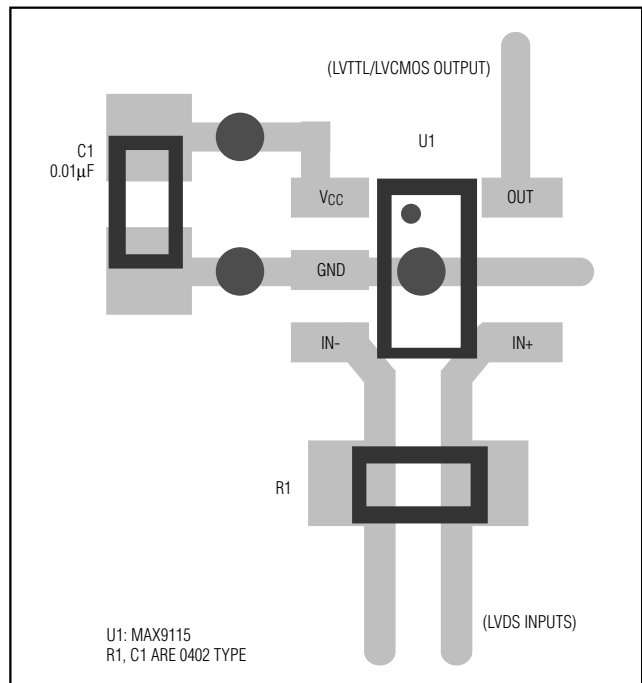 (LVTTL/LVCMOS OUTPUT)
U1
C1
0.01μF
VCC
OUT
GND
IN-
IN+
R1
(LVDS INPUTS)
U1: MAX9115
R1, C1 ARE 0402 TYPE